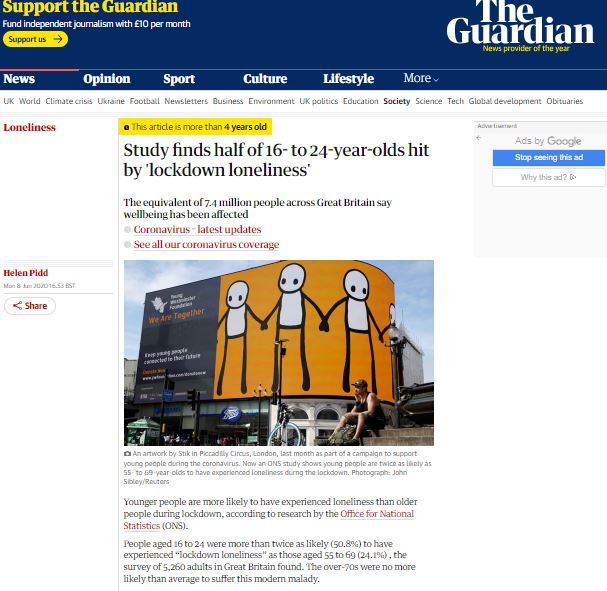 Support the Guardian
Fund independent journalism with £10 per month
Support us →
The
Guardian
News provider of the year
News Opinion Sport Culture Lifestyle More
UK World Climate crisis Ukraine Football Newsletters Business Environment UK politics Education Society Science Tech Global development Obituaries
Loneliness
This article is more than 4 years old
Study finds half of 16- to 24-year-olds hit
by 'lockdown loneliness'
The equivalent of 7.4 million people across Great Britain say
wellbeing has been affected
Coronavirus – latest updates
See all our coronavirus coverage
Advertisement
Ads by Google
Stop seeing this ad
Why this ad?
Helen Pidd
Mon 8 Jun 2020 16.53 BST
Share
Young
Westminster
Foundation
We Are Together
Keep young people
connected to their future
Donate Now
Boots
An artwork by Stik in Piccadilly Circus, London, last month as part of a campaign to support
young people during the coronavirus. Now an ONS study shows young people are twice as likely as
55- to 69-year-olds to have experienced loneliness durng the lockdown. Photograph: John
Sibley/Reuters
Younger people are more likely to have experienced loneliness than older
people during lockdown, according to research by the Office for National
Statistics (ONS).
People aged 16 to 24 were more than twice as likely (50.8%) to have
experienced “lockdown loneliness” as those aged 55 to 69 (24.1%) , the
survey of 5,260 adults in Great Britain found. The over-70s were no more
likely than average to suffer this modern malady.